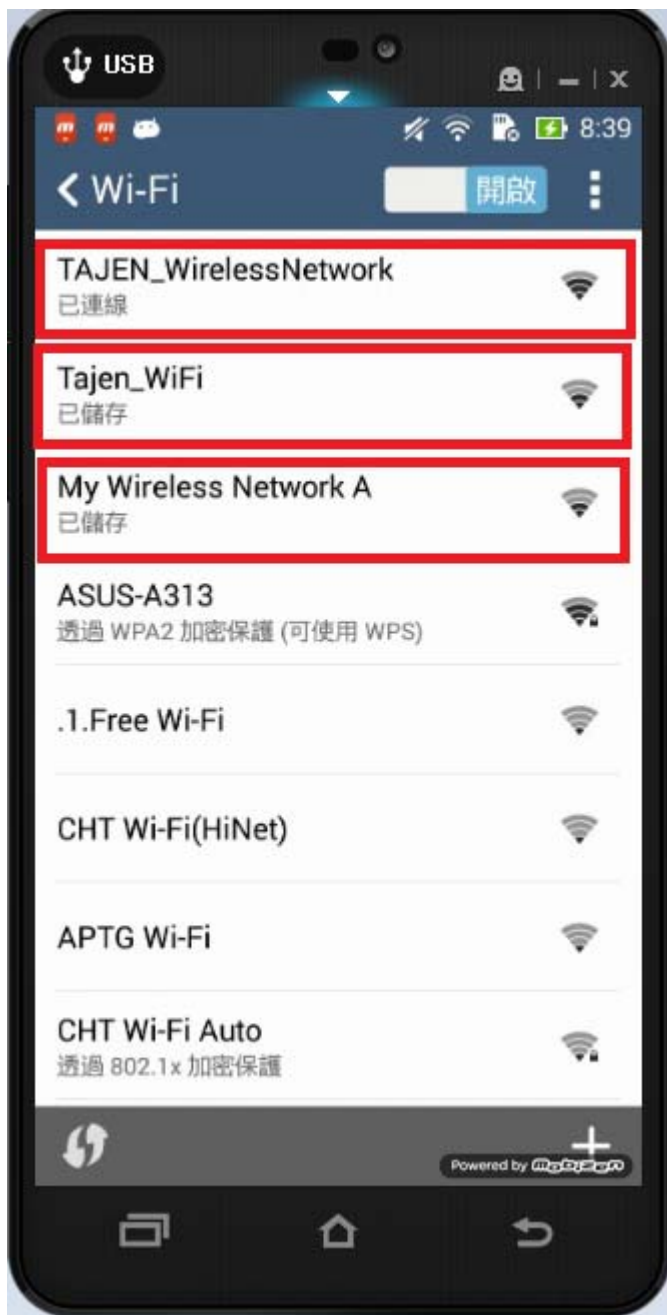 USB
8:39
Wi-Fi
開啟
TAJEN_WirelessNetwork
已連線
Tajen_WiFi
已儲存
My Wireless Network A
已儲存
ASUS-A313
透過 WPA2 加密保護 (可使用 WPS)
.1.Free Wi-Fi
CHT Wi-Fi(HiNet)
APTG Wi-Fi
CHT Wi-Fi Auto
透過 802.1x 加密保護
Powered by